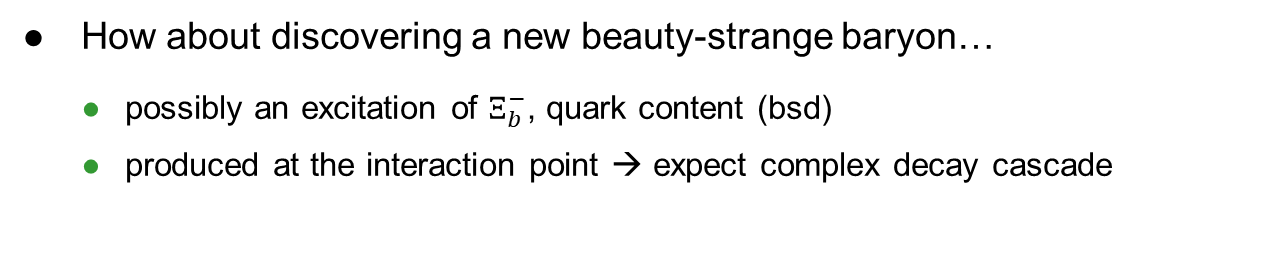 ● How about discovering a new beauty-strange baryon…
● possibly an excitation of Ξ_b^-, quark content (bsd)
● produced at the interaction point → expect complex decay cascade